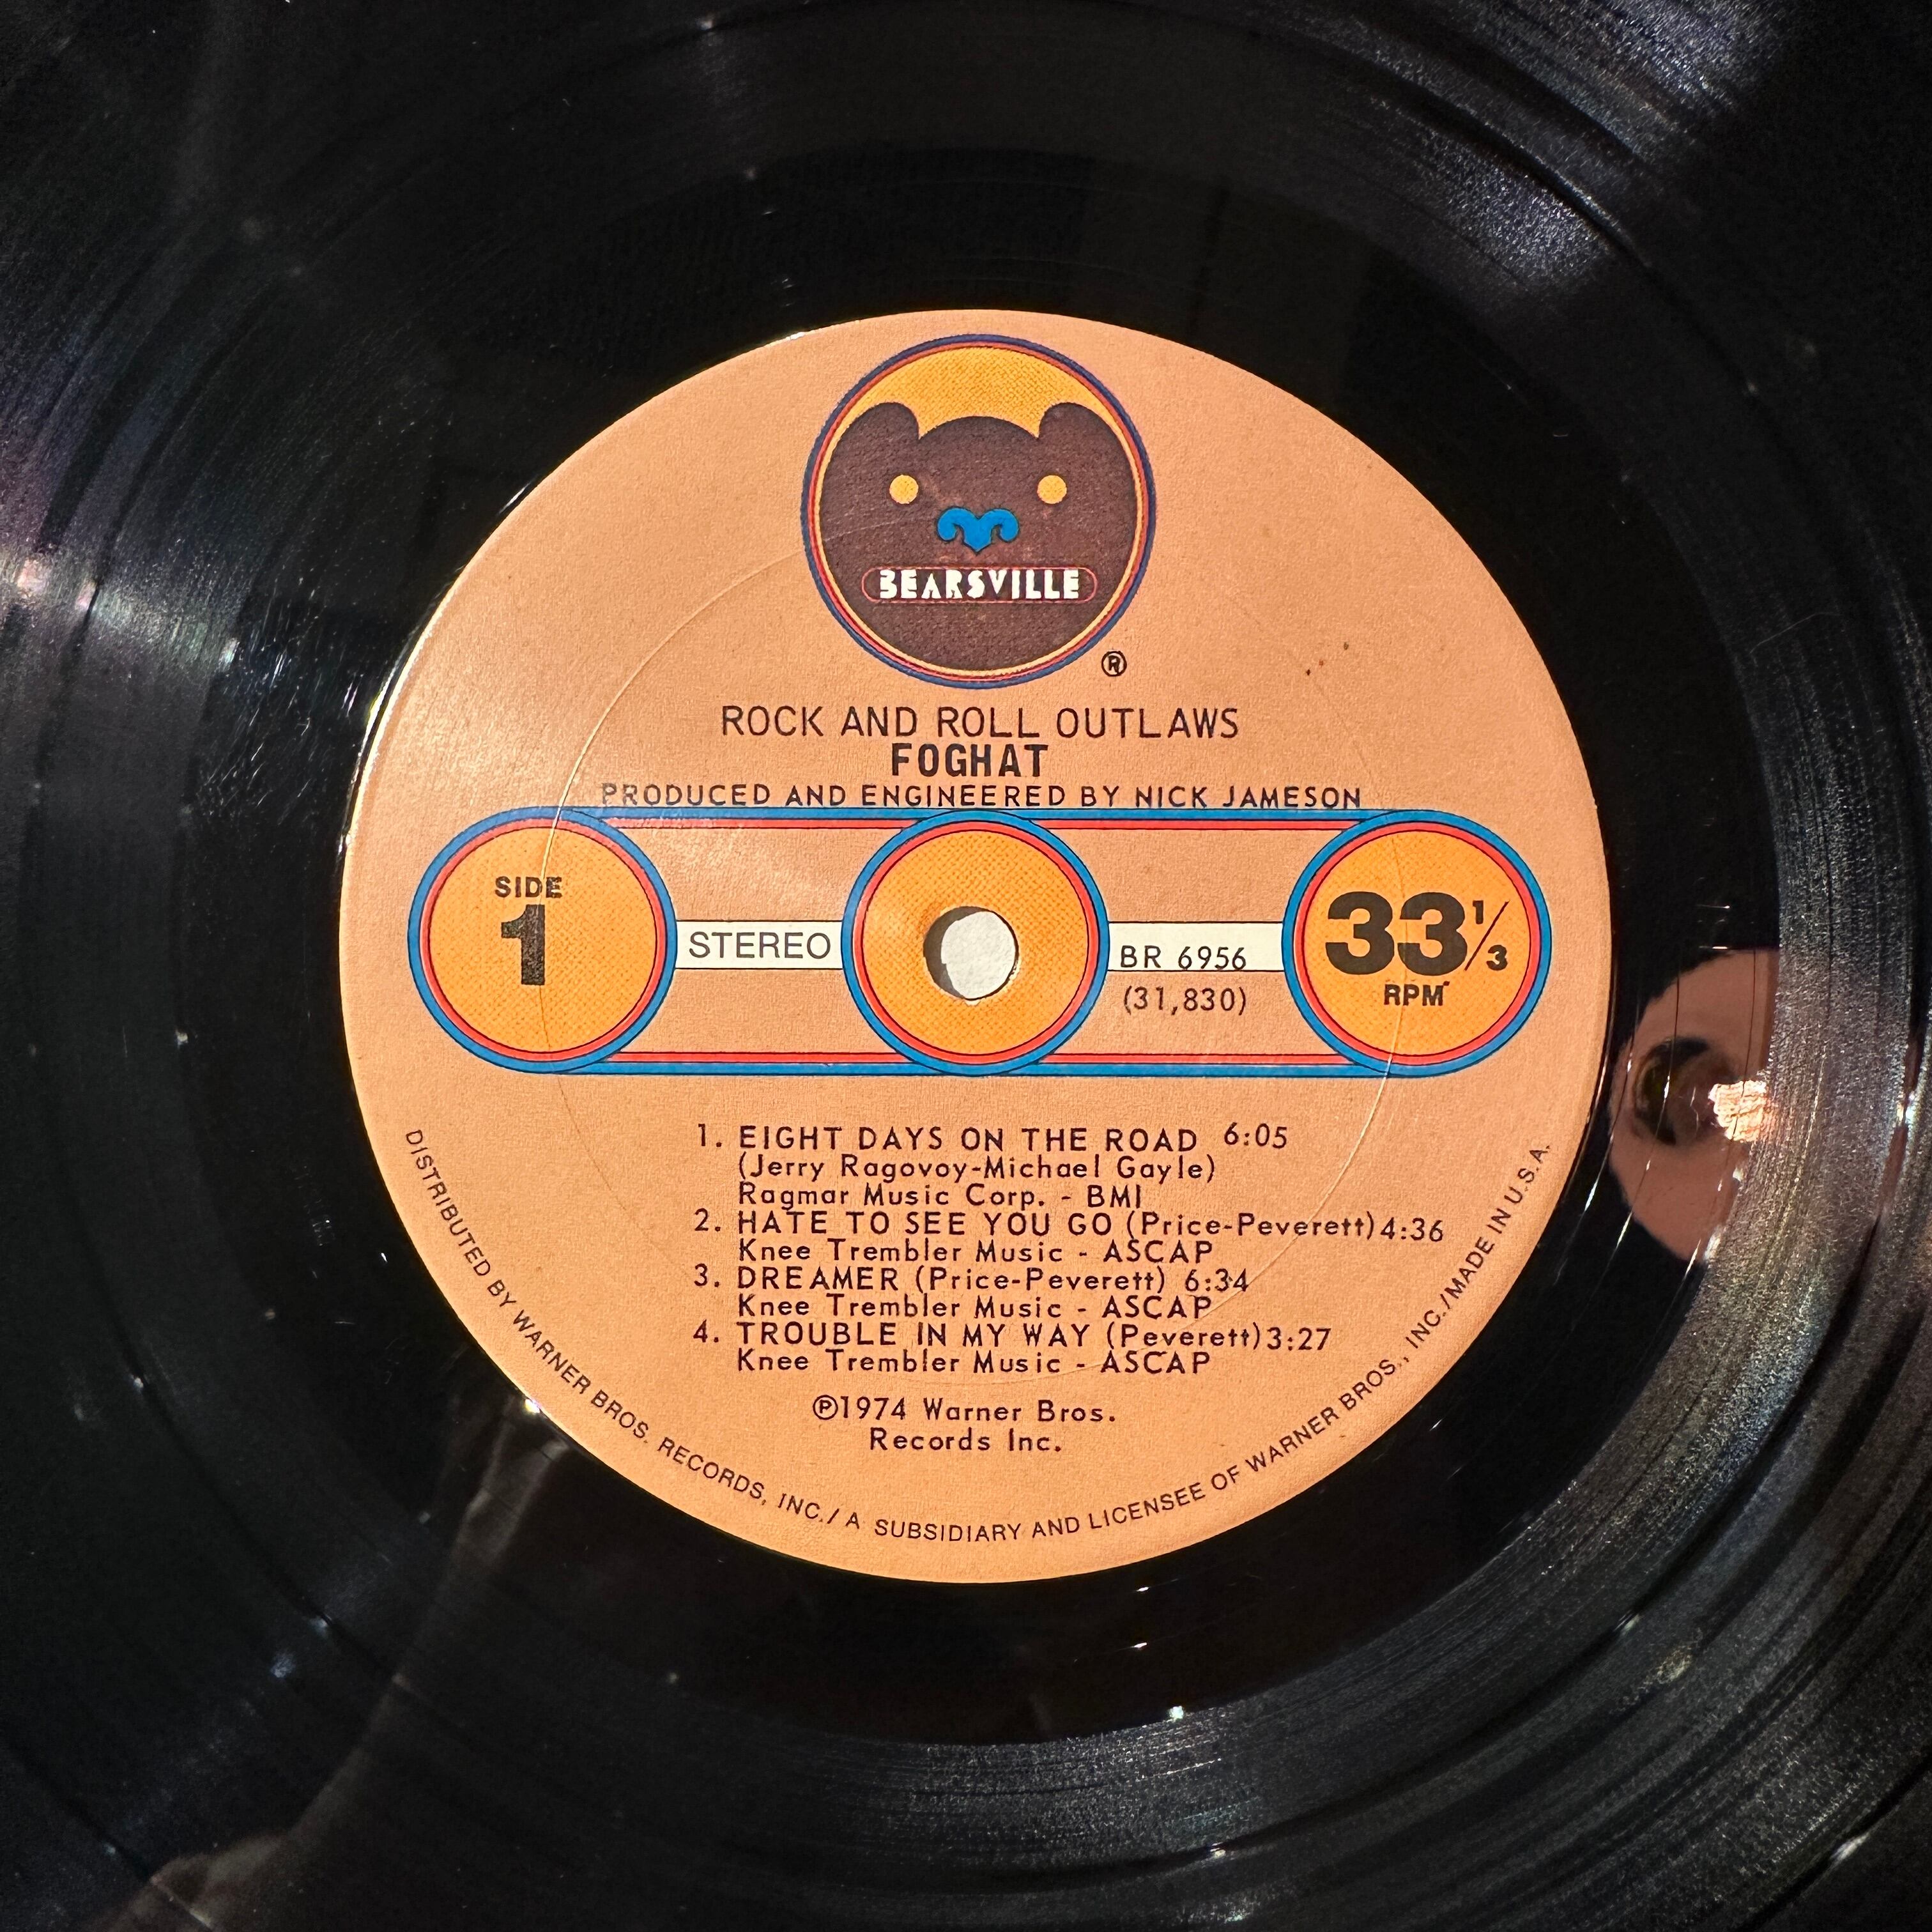 BEARSVILLE
®
ROCK AND ROLL OUTLAWS
FOGHAT
PRODUCED AND ENGINEERED BY NICK JAMESON
SIDE
1
STEREO
BR 6956
(31,830)
33 1/3
RPM
1. EIGHT DAYS ON THE ROAD 6:05
(Jerry Ragovoy-Michael Gayle)
Ragmar Music Corp. - BMI
2. HATE TO SEE YOU GO (Price-Peverett) 4:36
Knee Trembler Music - ASCAP
3. DREAMER (Price-Peverett) 6:34
Knee Trembler Music - ASCAP
4. TROUBLE IN MY WAY (Peverett) 3:27
Knee Trembler Music - ASCAP
℗1974 Warner Bros.
Records Inc.
DISTRIBUTED BY WARNER BROS. RECORDS, INC./ A SUBSIDIARY AND LICENSEE OF WARNER BROS., INC./MADE IN U.S.A.